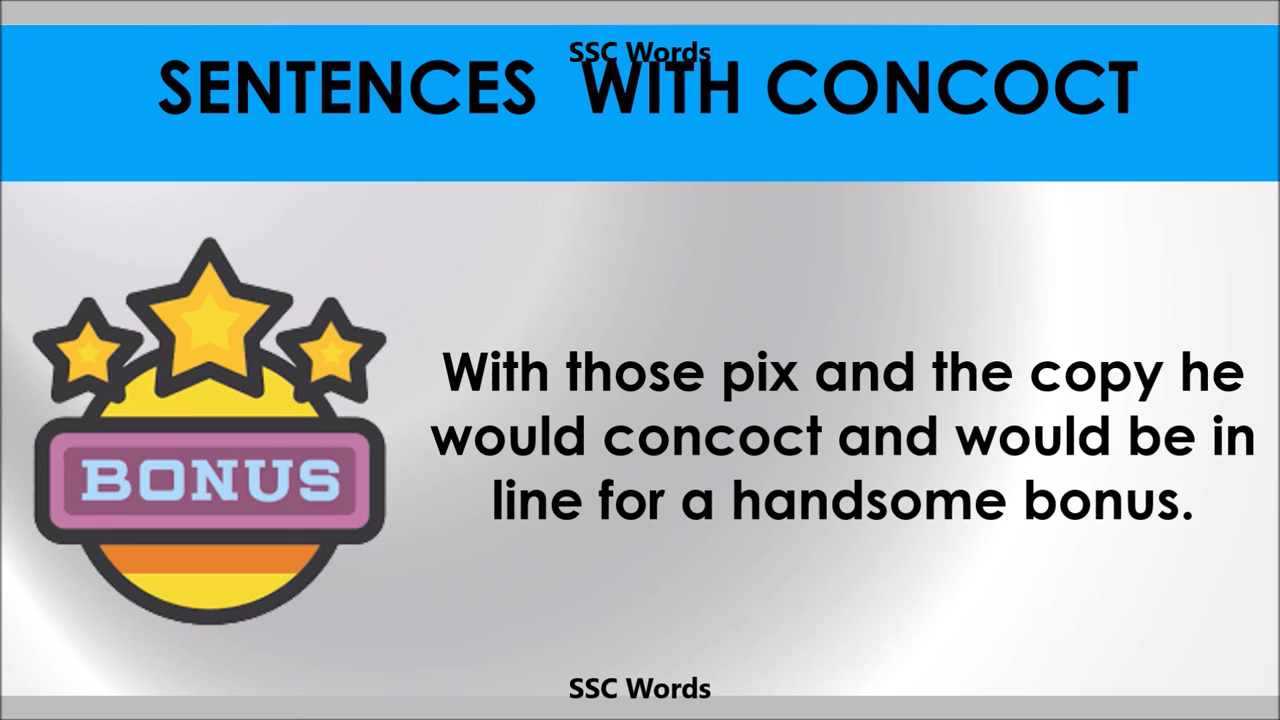 SSC Words
SENTENCES WITH CONCOCT
BONUS
With those pix and the copy he
would concoct and would be in
line for a handsome bonus.
SSC Words